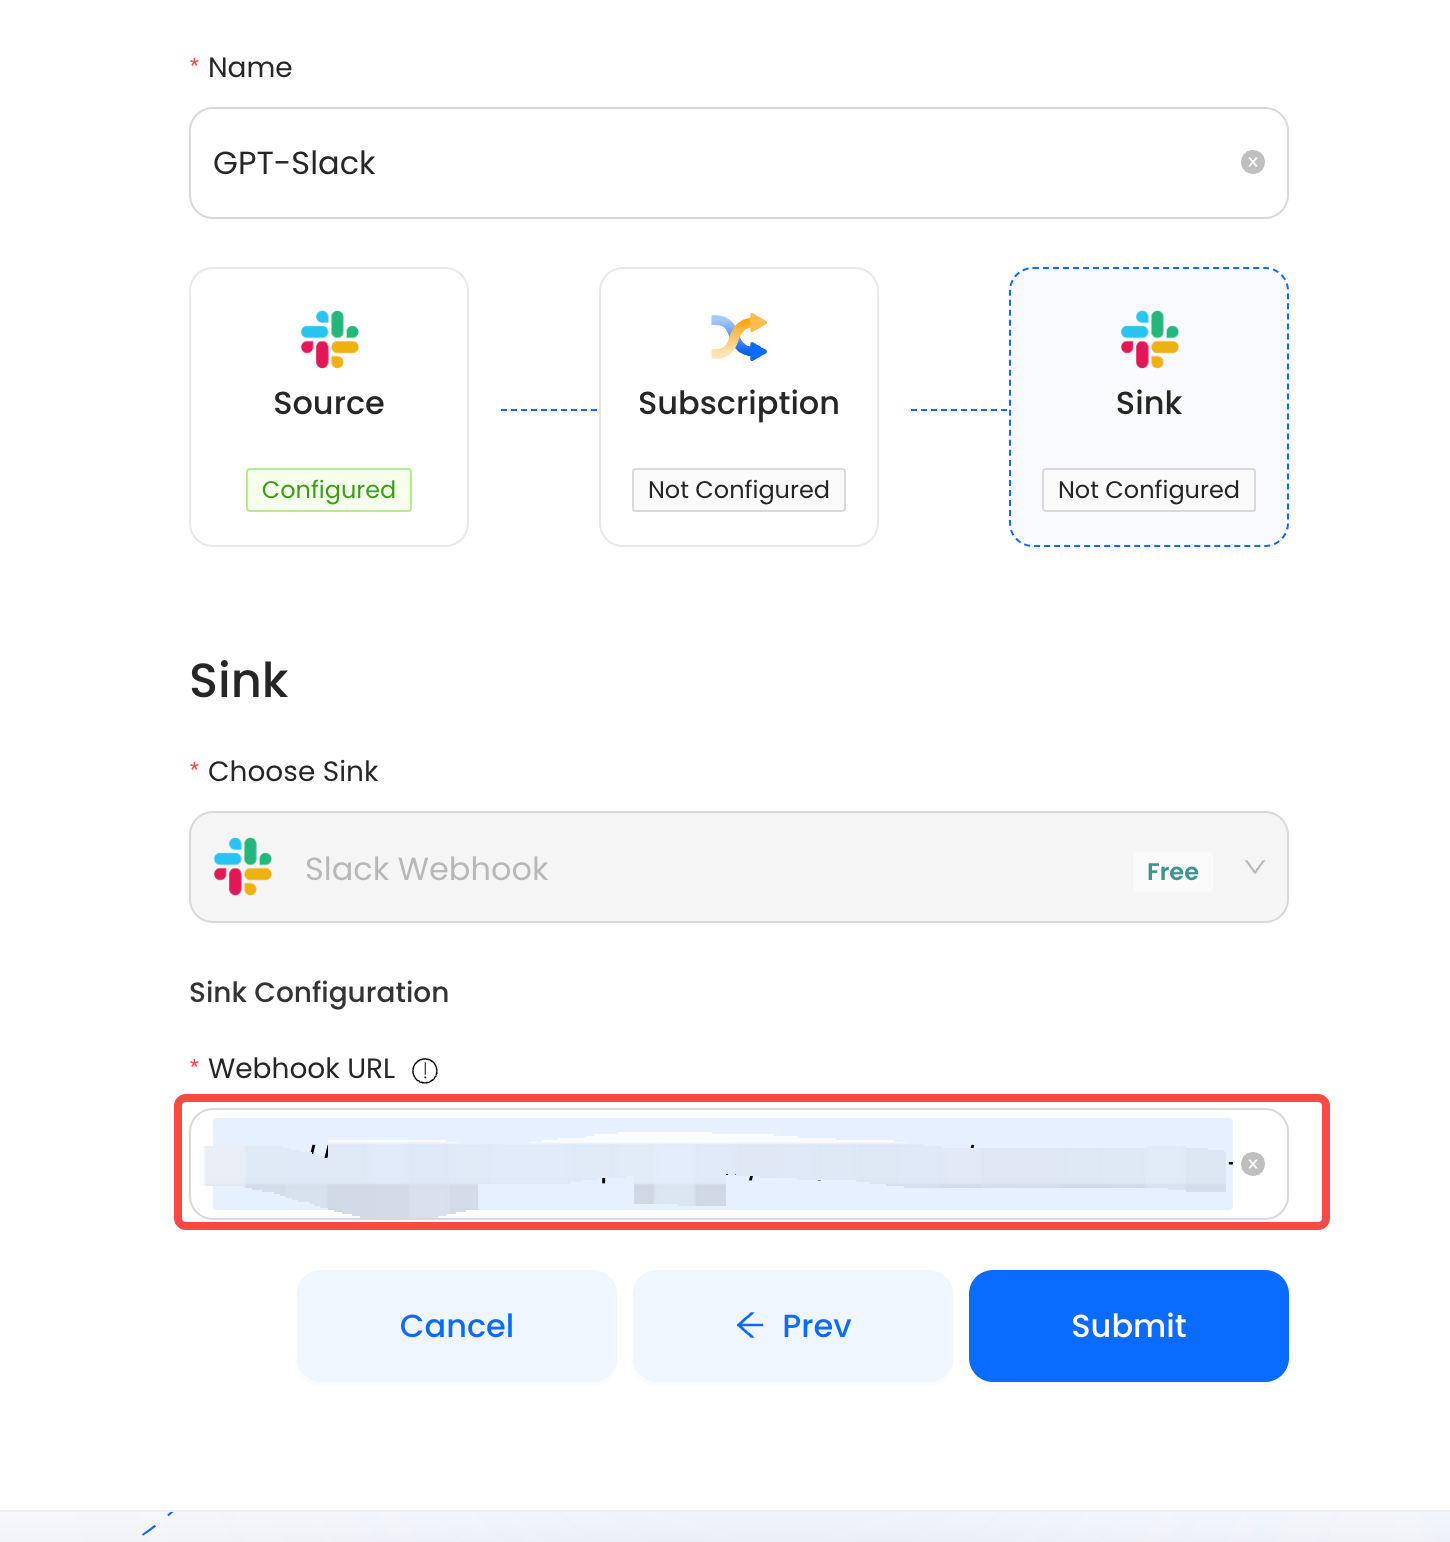 * Name
GPT-Slack
Source
Subscription
Sink
Configured
Not Configured
Not Configured
Sink
* Choose Sink
Slack Webhook
Free
Sink Configuration
* Webhook URL
Cancel
← Prev
Submit